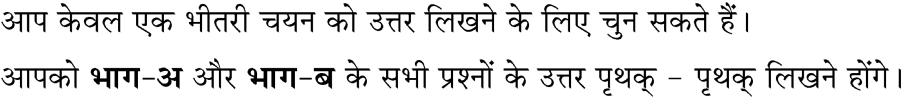 आप केवल एक भीतरी चयन को उत्तर लिखने के लिए चुन सकते हैं।
आपको भाग-अ और भाग-ब के सभी प्रश्नों के उत्तर पृथक् - पृथक् लिखने होंगे।